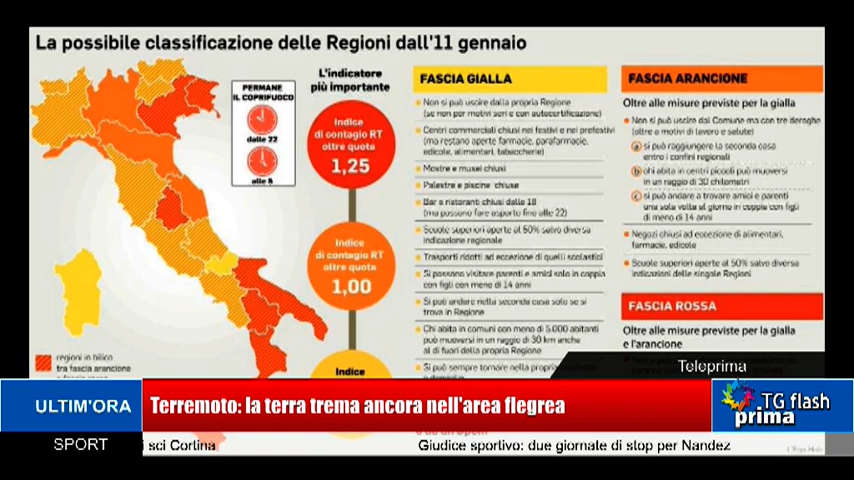 La possibile classificazione delle Regioni dall'11 gennaio
PERMANE
IL COPRIFUOCO
dalle 22
alle 5
L'indicatore
più importante
Indice
di contagio RT
oltre quota
1,25
Indice
di contagio RT
oltre quota
1,00
Indice
regioni in bilico
tra fascia arancione
FASCIA GIALLA
Non si può uscire dalla propria Regione
(se non per motivi seri e con autocertificazione)
Centri commerciali chiusi nei festivi e nei prefestivi
(ma restano aperte farmacie, parafarmacie,
edicole, alimentari, tabaccherie)
Mostre e musei chiusi
Palestre e piscine chiuse
Bar e ristoranti chiusi dalle 18
(ma possono fare asporto fino alle 22)
Scuole superiori aperte al 50% salvo diversa
indicazione regionale
Trasporti ridotti ad eccezione di quelli scolastici
Si possono visitare parenti e amici solo in coppia
con figli con meno di 14 anni
Si può andare nella seconda casa solo se si
trova in Regione
Chi abita in comuni con meno di 5.000 abitanti
può muoversi in un raggio di 30 km anche
al di fuori della propria Regione
Si può sempre tornare nella propria
FASCIA ARANCIONE
Oltre alle misure previste per la gialla
Non si può uscire dal Comune ma con tre deroghe
(oltre a motivi di lavoro e salute)
a si può raggiungere la seconda casa
entro i confini regionali
b chi abita in centri piccoli può muoversi
in un raggio di 30 chilometri
c si può andare a trovare amici e parenti
una sola volta al giorno in coppia con figli
di meno di 14 anni
Negozi chiusi ad eccezione di alimentari,
farmacie, edicole
Scuole superiori aperte al 50% salvo diversa
indicazioni delle singole Regioni
FASCIA ROSSA
Oltre alle misure previste per la gialla
e l'arancione
Teleprima
ULTIM'ORA
Terremoto: la terra trema ancora nell'area flegrea
TG flash
prima
SPORT
i sci Cortina
Giudice sportivo: due giornale di stop per Nandez